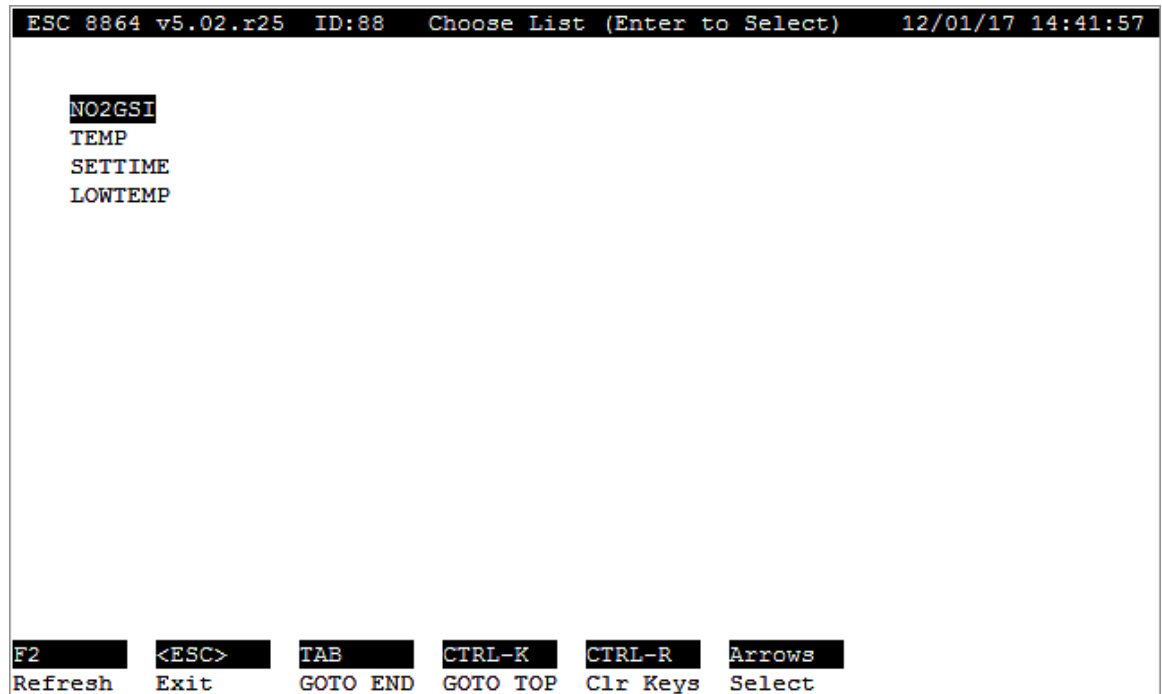 ESC 8864 v5.02.r25 ID:88 Choose List (Enter to Select) 12/01/17 14:41:57
NO2GSI
TEMP
SETTIME
LOWTEMP
F2 <ESC> TAB CTRL-K CTRL-R Arrows
Refresh Exit GOTO END GOTO TOP Clr Keys Select